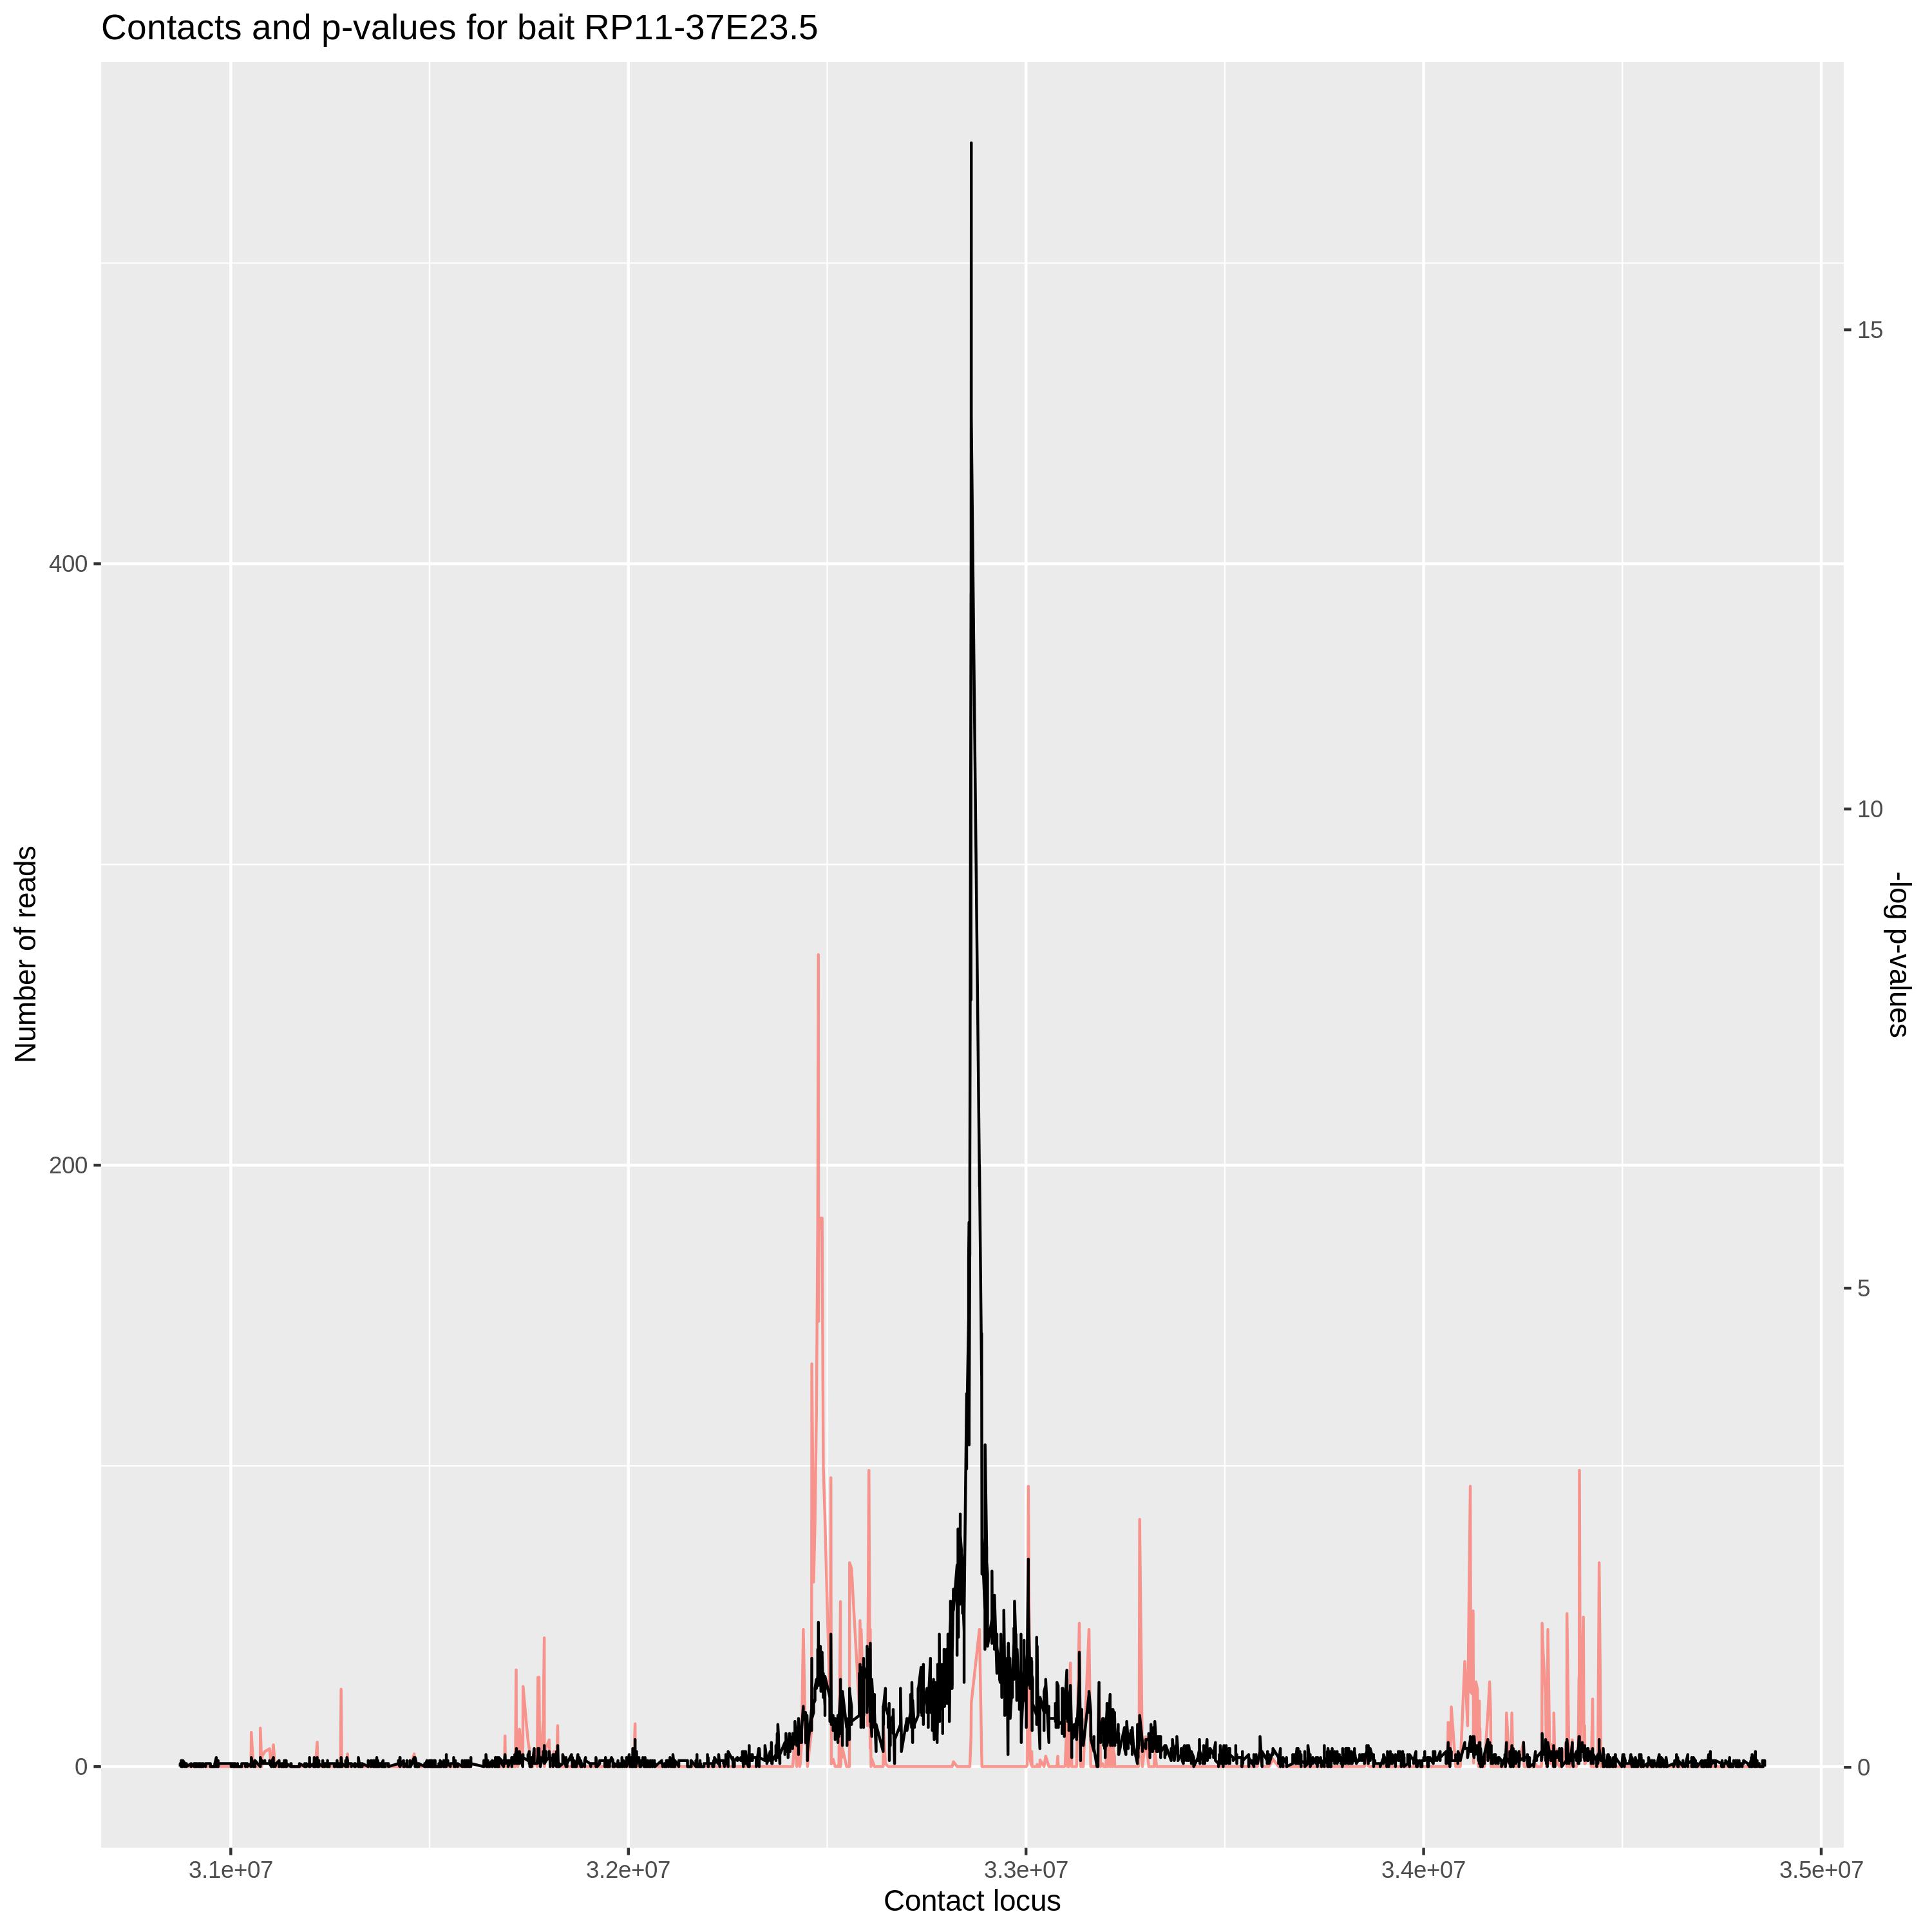 Contacts and p-values for bait RP11-37E23.5
Number of reads
400
200
0
15
10
5
0
-log p-values
3.1e+07
3.2e+07
3.3e+07
3.4e+07
3.5e+07
Contact locus